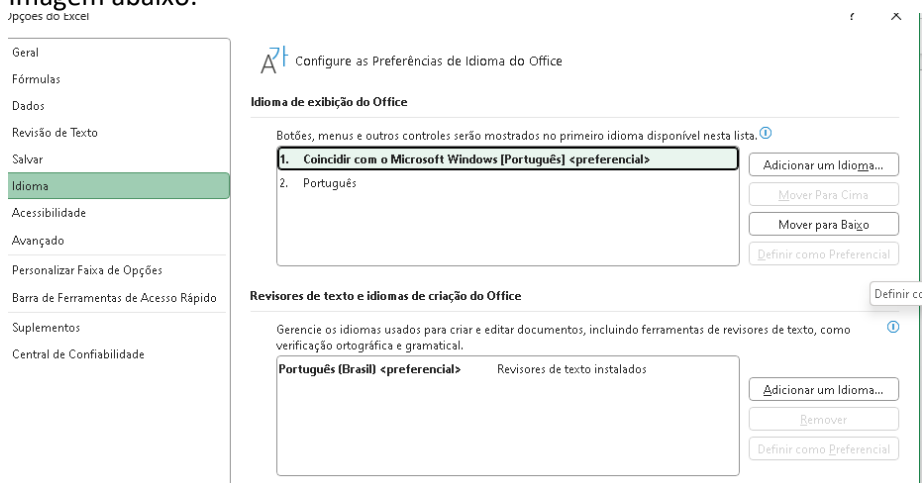 imagem abaixo:
Opções do Excel
?
X
Geral
Fórmulas
Dados
Revisão de Texto
Salvar
Idioma
Acessibilidade
Avançado
Personalizar Faixa de Opções
Barra de Ferramentas de Acesso Rápido
Suplementos
Central de Confiabilidade
Configure as Preferências de Idioma do Office
Idioma de exibição do Office
Botões, menus e outros controles serão mostrados no primeiro idioma disponível nesta lista.
1. Coincidir com o Microsoft Windows [Português] <preferencial>
2. Português
Adicionar um Idioma...
Mover Para Cima
Mover para Baixo
Definir como Preferencial
Definir co
Revisores de texto e idiomas de criação do Office
Gerencie os idiomas usados para criar e editar documentos, incluindo ferramentas de revisores de texto, como
verificação ortográfica e gramatical.
Português (Brasil) <preferencial> Revisores de texto instalados
Adicionar um Idioma...
Remover
Definir como Preferencial